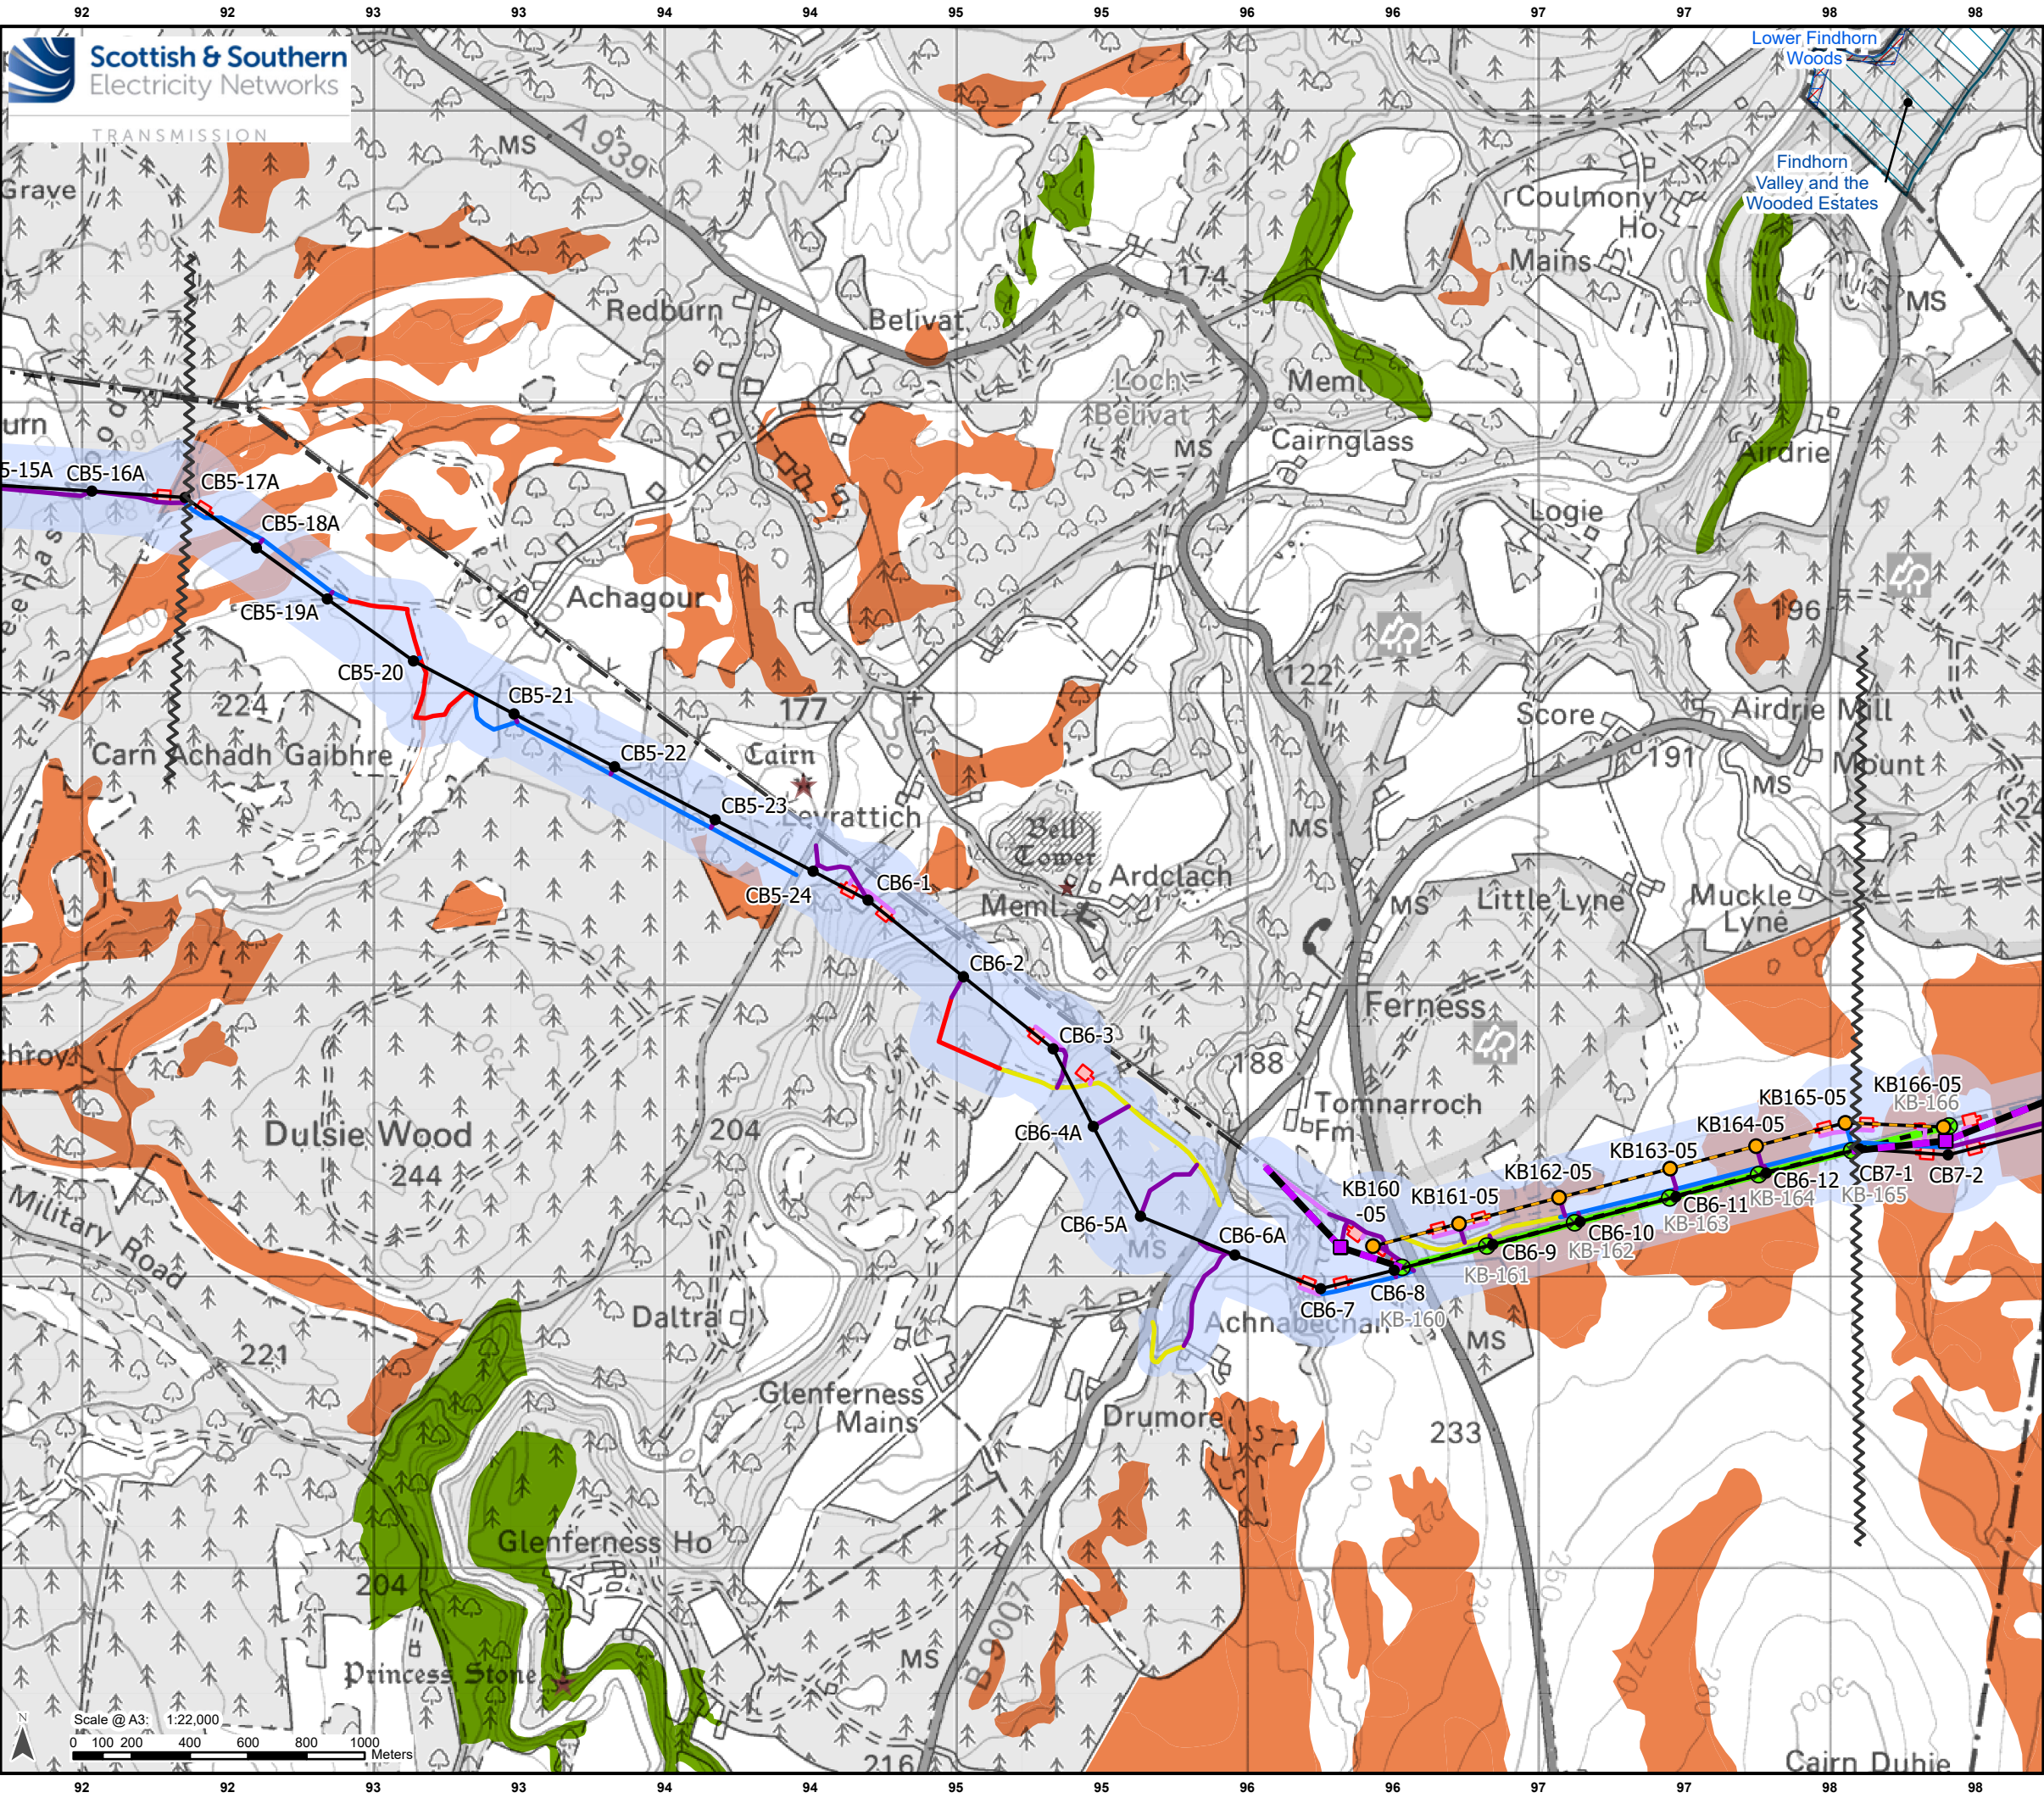 92 92 93 93 94 94 95 95 96 96 97 97 98 98
Scottish & Southern
Electricity Networks
TRANSMISSION
Lower Findhorn
Woods
A 939
MS
Findhorn
Valley and the
Wooded Estates
Grave
Coulmony
Ho
Mains
174
MS
Redburn
Belivat
Loch
Belivat
Meml
Cairnglass
MS
Airdrie
urn
5-15A
CB5-16A
CB5-17A
CB5-18A
CB5-19A
Logie
Achagour
196
CB5-20
CB5-21
122
224
177
Score
Airdrie Mill
191
Carn Achadh Gaibhre
Cairn
CB5-22
Mount
MS
CB5-23
Levrattich
Bell
Tower
MS
CB5-24
CB6-1
Ardclach
Meml
MS
Little Lyne
Muckle
Lyne
CB6-2
Ferness
CB6-3
hroy
188
KB166-05
KB-166
KB165-05
Tomnarroch
Fm
KB164-05
Dulsie Wood
244
204
CB6-4A
KB163-05
KB162-05
KB161-05
KB160
-05
CB7-2
CB7-1
KB-165
CB6-12
KB-164
CB6-11
KB-163
CB6-10
KB-162
CB6-9
KB-161
Military Road
CB6-5A
CB6-6A
MS
CB6-7
CB6-8
KB-160
Daltra
Achnabechan
MS
221
Glenferness
Mains
Drumore
233
210
220
230
250
Glenferness Ho
204
B 9007
MS
270
280
300
Princess Stone
216
Cairn Duhie
N
Scale @ A3: 1:22,000
0 100 200 400 600 800 1000
Meters
92 92 93 93 94 94 95 95 96 96 97 97 98 98